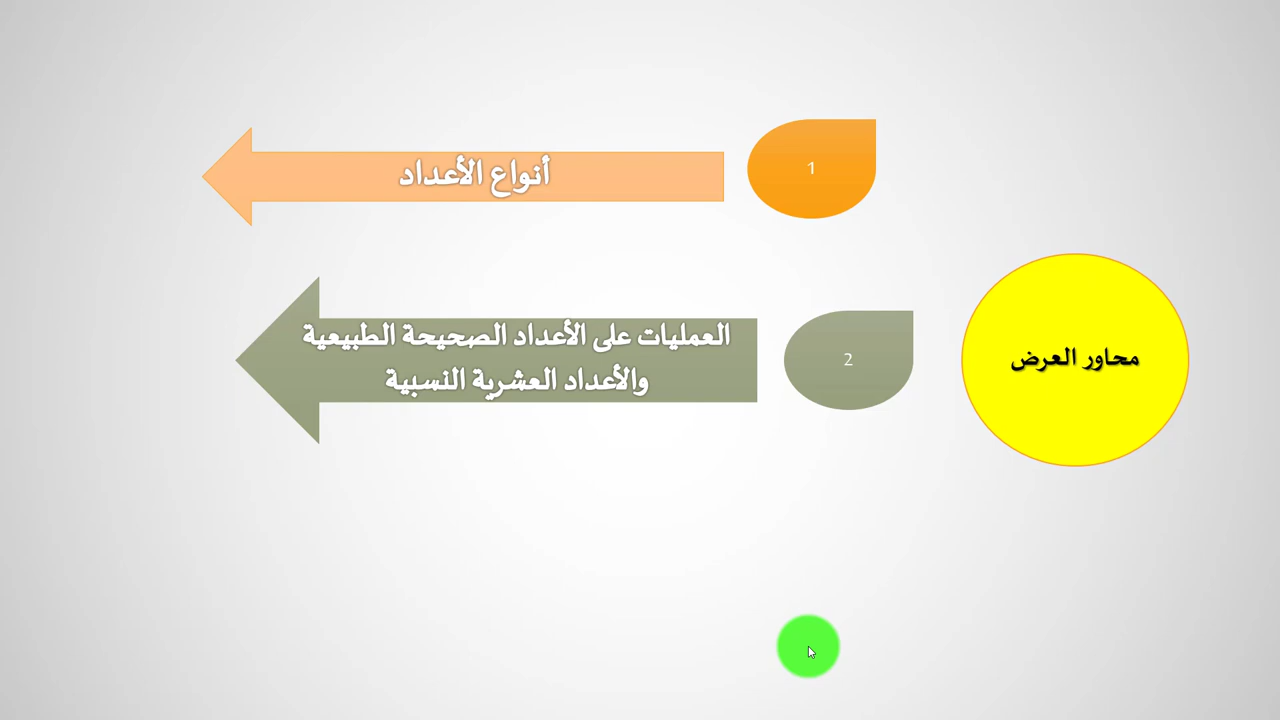 محاور العرض
1
أنواع الأعداد
2
العمليات على الأعداد الصحيحة الطبيعية
والأعداد العشرية النسبية